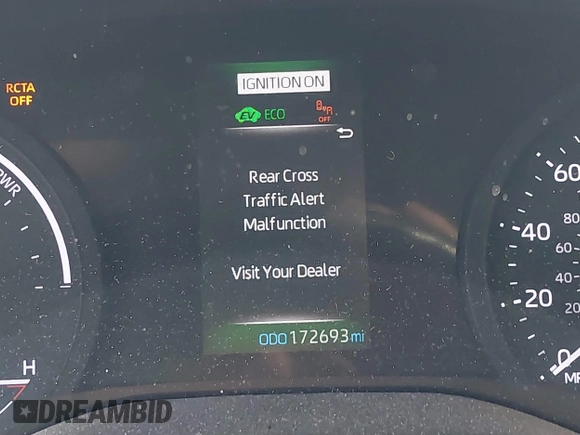 RCTA
OFF
PWR
H
IGNITION ON
EV ECO
OFF
Rear Cross
Traffic Alert
Malfunction
Visit Your Dealer
ODO 172693 mi
60
80
40
60
40
20
20
0
DREAMBID